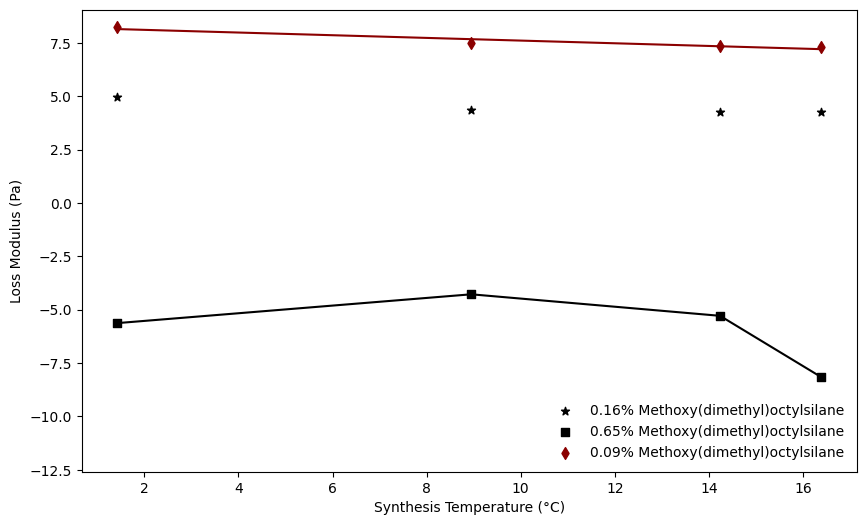 7.5
5.0
2.5
0.0
−2.5
−5.0
−7.5
−10.0
−12.5
Loss Modulus (Pa)
0.16% Methoxy(dimethyl)octylsilane
0.65% Methoxy(dimethyl)octylsilane
0.09% Methoxy(dimethyl)octylsilane
2 4 6 8 10 12 14 16
Synthesis Temperature (°C)